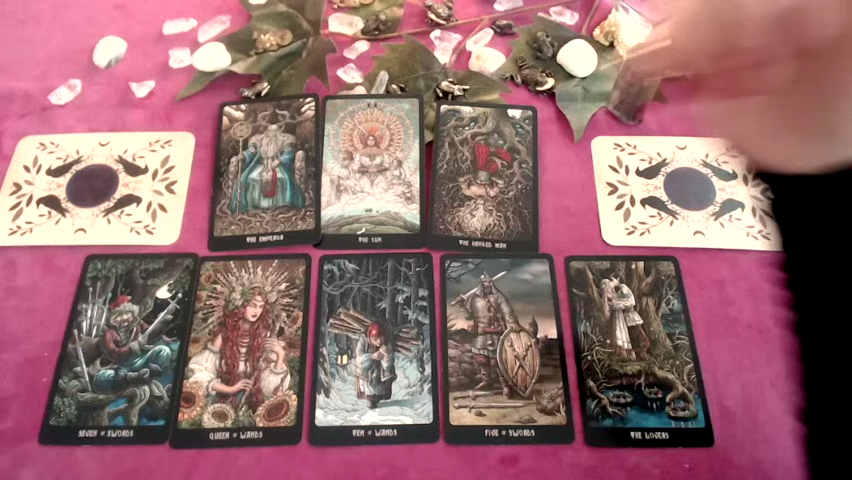 THE EMPEROR
THE SUN
THE HANGED MAN
SEVEN OF SWORDS
QUEEN OF WANDS
TEN OF WANDS
FIVE OF SWORDS
THE LOVERS